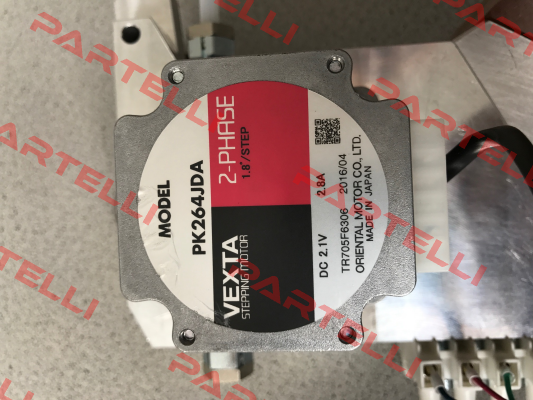 MODEL
PK264JDA
2-PHASE
1.8°/STEP
VEXTA
STEPPING MOTOR
DC 2.1V 2.8A
TR705F6306 2016/04
ORIENTAL MOTOR CO., LTD.
MADE IN JAPAN
PARTELLI
PARTELLI
PARTELLI
PARTELLI
PARTELLI